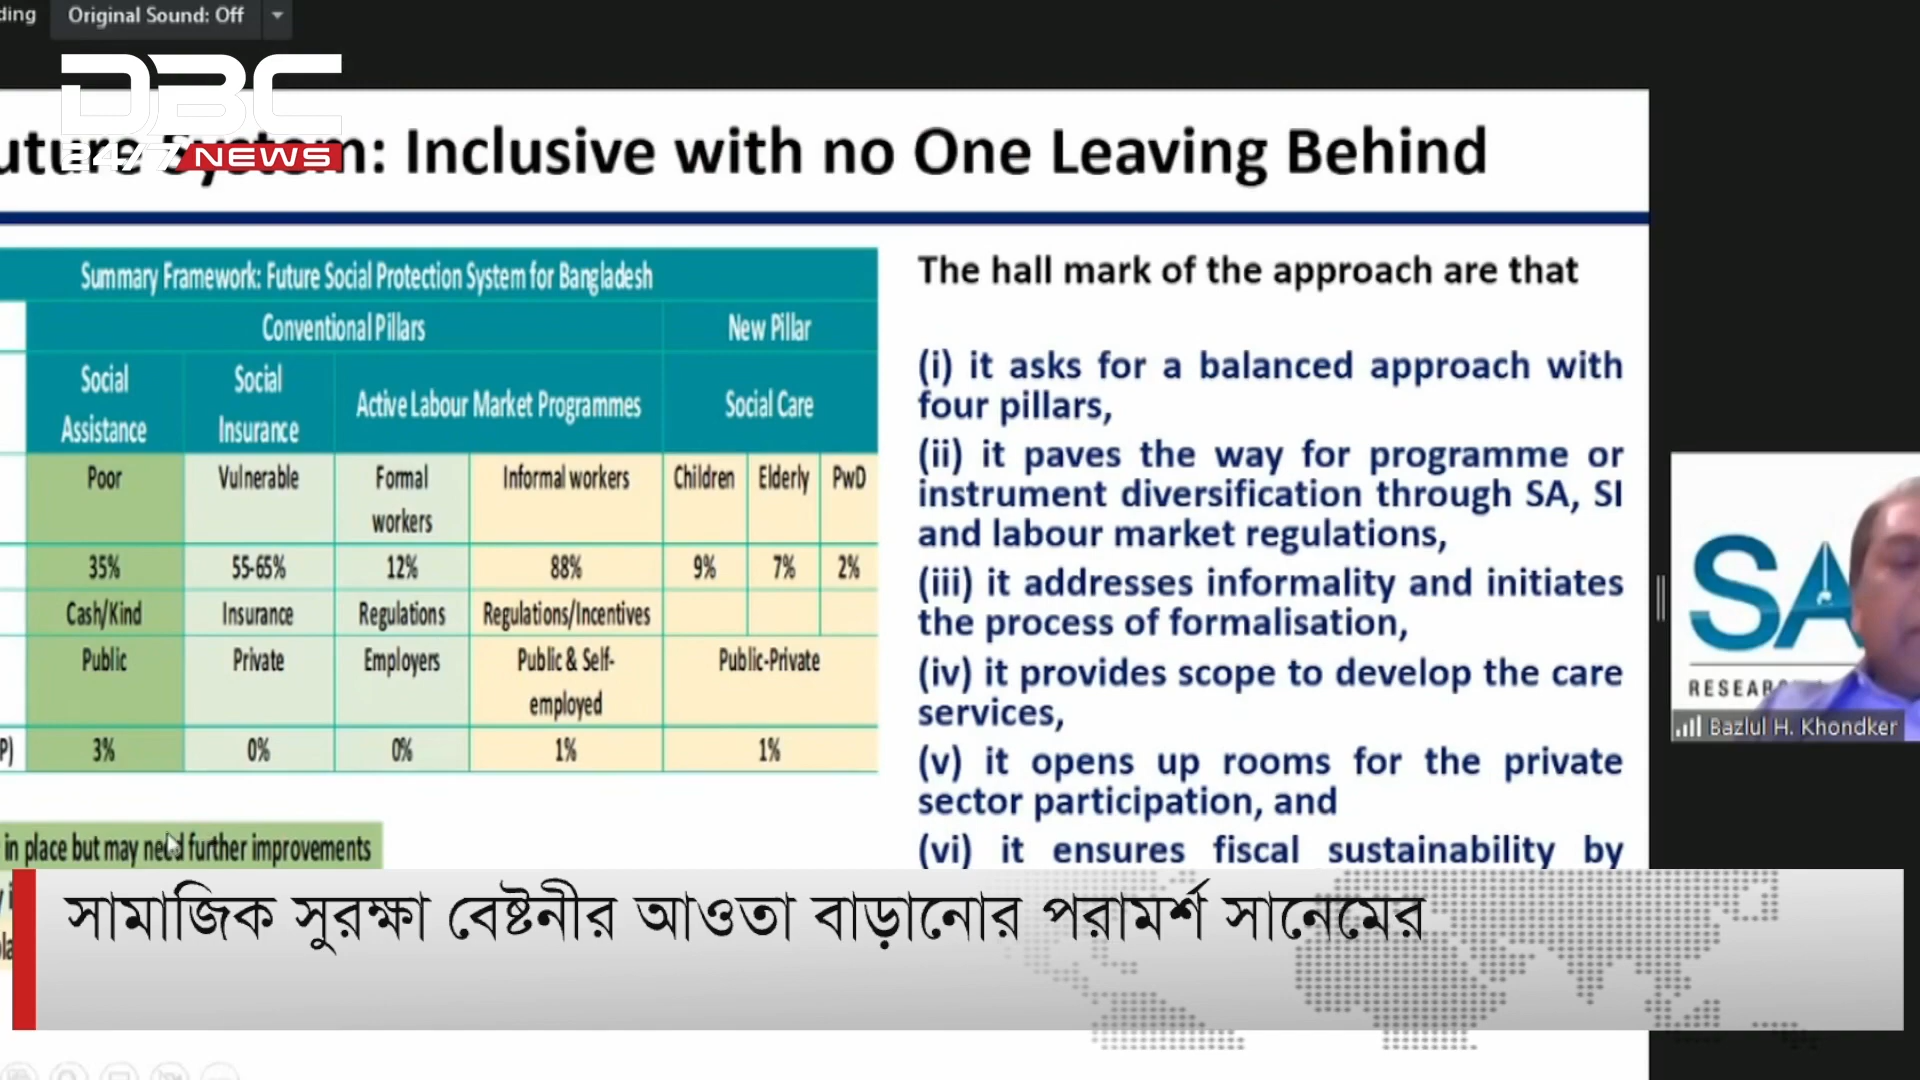 Original Sound: Off
DBC
24/7 NEWS
System: Inclusive with no One Leaving Behind
Summary Framework: Future Social Protection System for Bangladesh
Conventional Pillars
New Pillar
Social Assistance
Social Insurance
Active Labour Market Programmes
Social Care
Poor
Vulnerable
Formal workers
Informal workers
Children
Elderly
PwD
35%
55-65%
12%
88%
9%
7%
2%
Cash/Kind
Insurance
Regulations
Regulations/Incentives
Public
Private
Employers
Public & Self-employed
Public-Private
3%
0%
0%
1%
1%
in place but may need further improvements
The hall mark of the approach are that
(i) it asks for a balanced approach with
four pillars,
(ii) it paves the way for programme or
instrument diversification through SA, SI
and labour market regulations,
(iii) it addresses informality and initiates
the process of formalisation,
(iv) it provides scope to develop the care
services,
(v) it opens up rooms for the private
sector participation, and
(vi) it ensures fiscal sustainability by
Bazlul H. Khondker
সামাজিক সুরক্ষা বেষ্টনীর আওতা বাড়ানোর পরামর্শ সানেমের